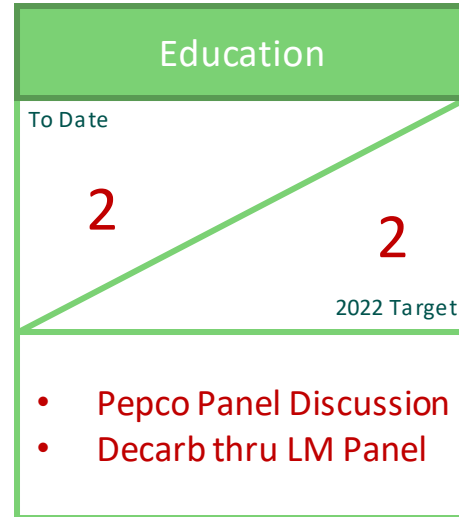 Education
To Date
2
2
2022 Target
• Pepco Panel Discussion
• Decarb thru LM Panel